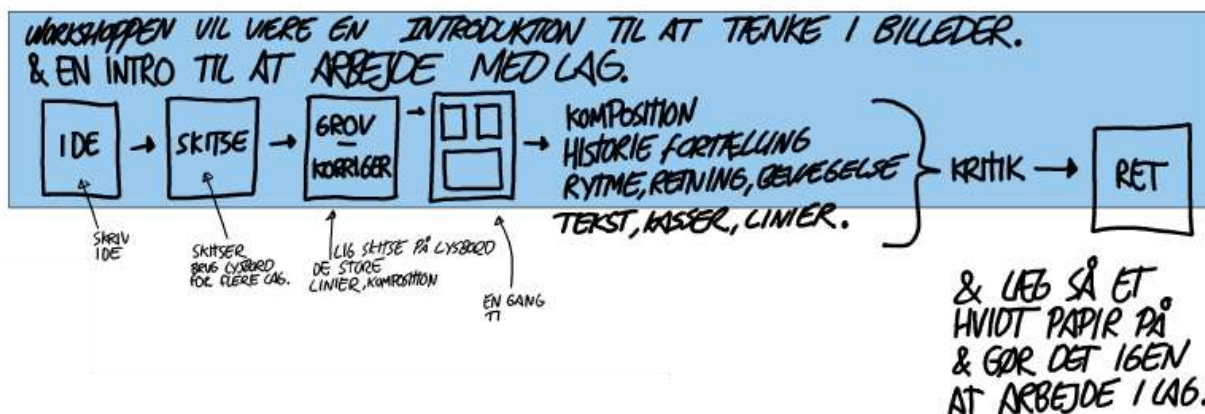 WORKSHOPPEN VIL VÆRE EN INTRODUKTION TIL AT TÆNKE I BILLEDER.
& EN INTRO TIL AT ARBEJDE MED LAG.
IDE
SKITSE
GROV
KORRIGER
KOMPOSITION
HISTORIE FORTÆLLING
RYTME, RETNING, BEVÆGELSE
TEKST, KASSER, LINIER.
KRITIK
RET
SKRIV
IDE
SKITSER
BRUG LYSBORD
FOR FLERE LAG.
LIG SKITSE PÅ LYSBORD
DE STORE
LINIER, KOMPOSITION
EN GANG
TI
& LÆG SÅ ET
HVIDT PAPIR PÅ
& GØR DET IGEN
AT ARBEJDE I LAG.